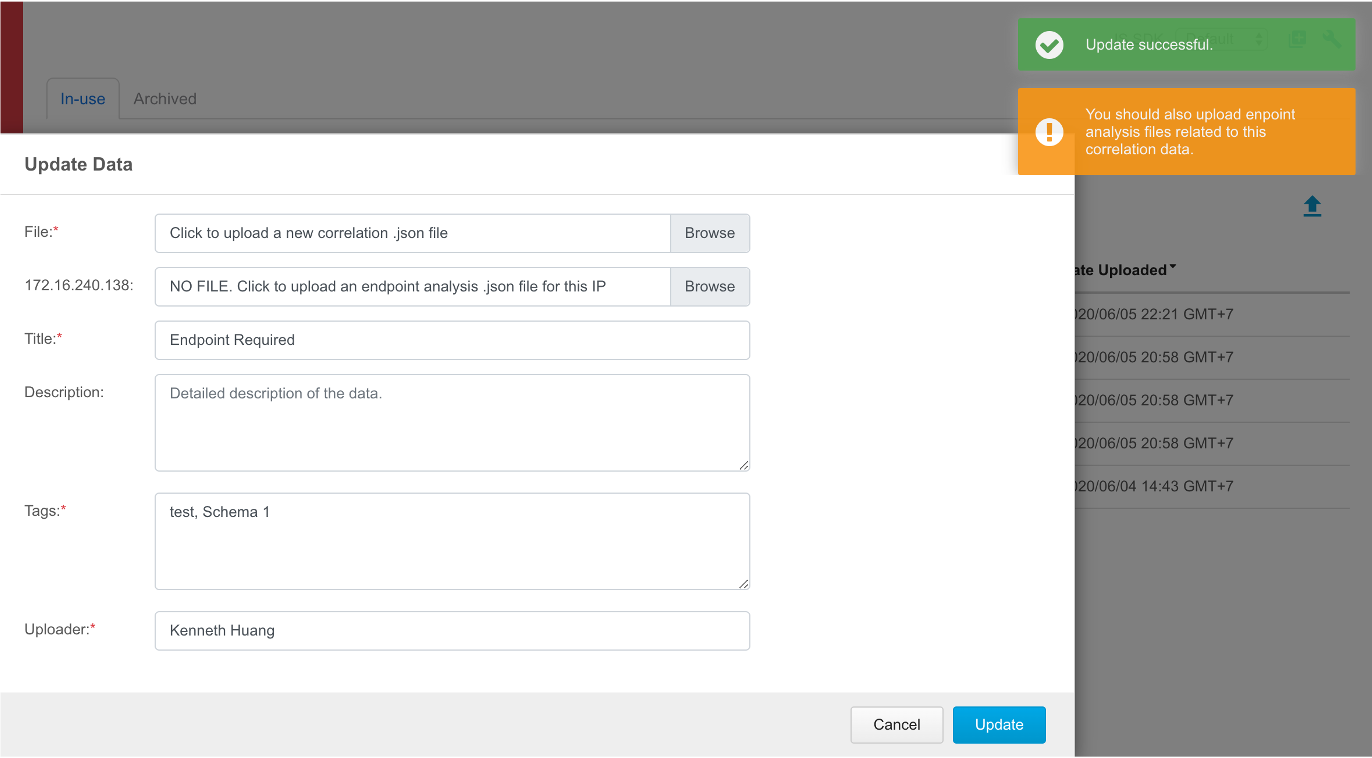 Update successful.
In-use
Archived
You should also upload enpoint
analysis files related to this
correlation data.
Update Data
File:*
Click to upload a new correlation .json file
Browse
172.16.240.138:
NO FILE. Click to upload an endpoint analysis .json file for this IP
Browse
Title:*
Endpoint Required
Description:
Detailed description of the data.
Tags:*
test, Schema 1
Uploader:*
Kenneth Huang
Cancel
Update
ate Uploaded
020/06/05 22:21 GMT+7
020/06/05 20:58 GMT+7
020/06/05 20:58 GMT+7
020/06/05 20:58 GMT+7
020/06/04 14:43 GMT+7